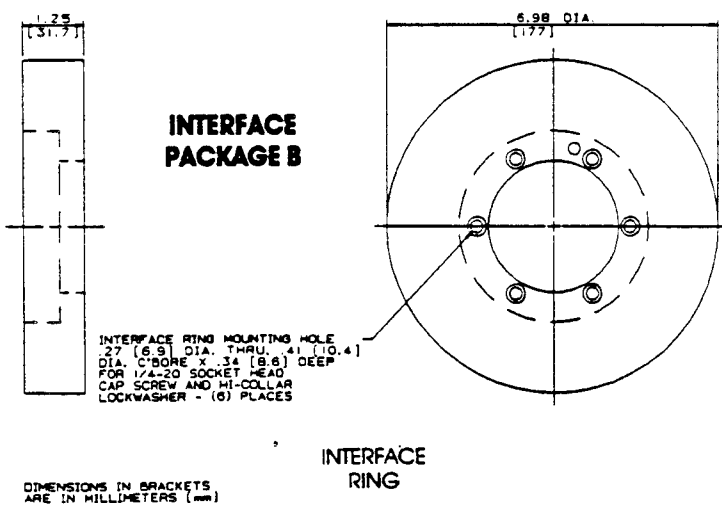 1.25
[31.7]
6.98 DIA.
[177]
INTERFACE
PACKAGE B
INTERFACE RING MOUNTING HOLE
.27 [6.9] DIA. THRU, .41 [10.4]
DIA. C'BORE X .34 [8.6] DEEP
FOR 1/4-20 SOCKET HEAD
CAP SCREW AND HI-COLLAR
LOCKWASHER - (6) PLACES
INTERFACE
RING
DIMENSIONS IN BRACKETS
ARE IN MILLIMETERS [mm]